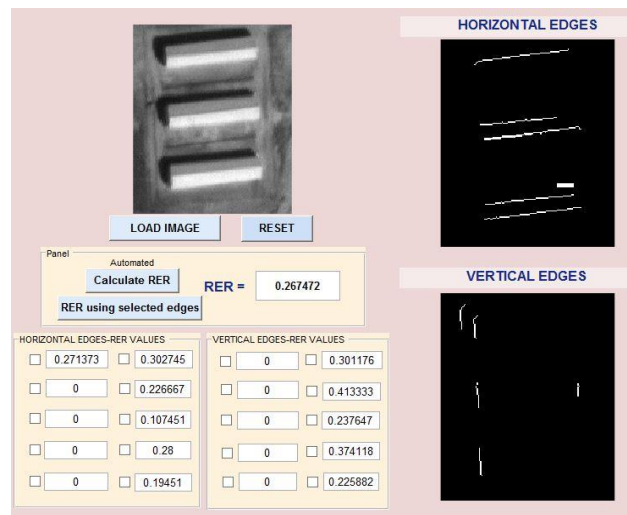 HORIZONTAL EDGES
LOAD IMAGE RESET
Panel
Automated
Calculate RER
RER = 0.267472
RER using selected edges
VERTICAL EDGES
HORIZONTAL EDGES-RER VALUES
0.271373 0.302745
0 0.226667
0 0.107451
0 0.28
0 0.19451
VERTICAL EDGES-RER VALUES
0 0.301176
0 0.413333
0 0.237647
0 0.374118
0 0.225882